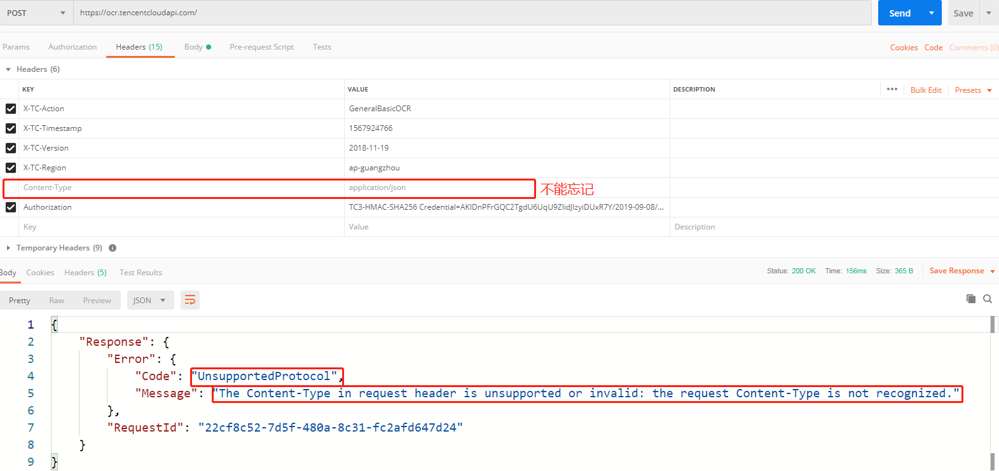 POST https://ocr.tencentcloudapi.com/ Send Save
Params Authorization Headers (15) Body Pre-request Script Tests Cookies Code Comments (0)
Headers (6)
KEY VALUE DESCRIPTION ••• Bulk Edit Presets
X-TC-Action GeneralBasicOCR
X-TC-Timestamp 1567924766
X-TC-Version 2018-11-19
X-TC-Region ap-guangzhou
Content-Type application/json 不能忘记
Authorization TC3-HMAC-SHA256 Credential=AKIDnPFrGQC2TgdU6UqU9ZlidJIzyiDUxR7Y/2019-09-08/...
Key Value Description
Temporary Headers (9)
Body Cookies Headers (5) Test Results Status: 200 OK Time: 156ms Size: 365 B Save Response
Pretty Raw Preview JSON
1 {
2 "Response": {
3 "Error": {
4 "Code": "UnsupportedProtocol",
5 "Message": "The Content-Type in request header is unsupported or invalid: the request Content-Type is not recognized."
6 },
7 "RequestId": "22cf8c52-7d5f-480a-8c31-fc2afd647d24"
8 }
9 }